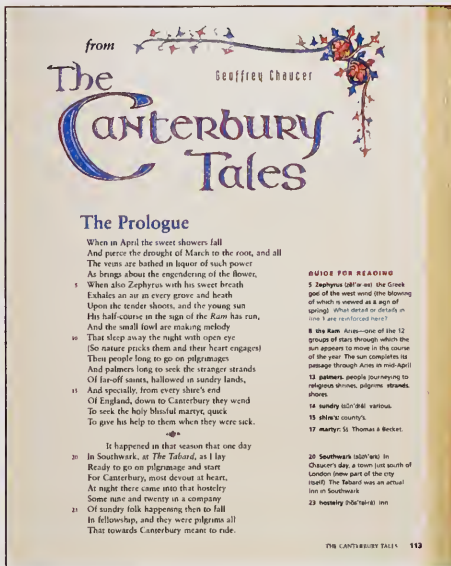 from
The
Geoffrey Chaucer
Canterbury
Tales
The Prologue
When in April the sweet showers fall
And pierce the drought of March to the root, and all
The veins are bathed in liquor of such power
As brings about the engendering of the flower,
5 When also Zephyrus with his sweet breath
Exhales an air in every grove and heath
Upon the tender shoots, and the young sun
His half-course in the sign of the Ram has run,
And the small fowl are making melody
10 That sleep away the night with open eye
(So nature pricks them and their heart engages)
Then people long to go on pilgrimages
And palmers long to seek the stranger strands
Of far-off saints, hallowed in sundry lands,
15 And specially, from every shire's end
Of England, down to Canterbury they wend
To seek the holy blissful martyr, quick
To give his help to them when they were sick.
It happened in that season that one day
20 In Southwark, at The Tabard, as I lay
Ready to go on pilgrimage and start
For Canterbury, most devout at heart,
At night there came into that hostelry
Some nine and twenty in a company
25 Of sundry folk happening then to fall
In fellowship, and they were pilgrims all
That towards Canterbury meant to ride.
GUIDE FOR READING
5 Zephyrus (zĕf'ər-əs) the Greek
god of the west wind (the blowing
of which is viewed as a sign of
spring) What detail or details in
line 5 are reinforced here?
8 the Ram Aries—one of the 12
groups of stars through which the
sun appears to move in the course
of the year The sun completes its
passage through Aries in mid-April
13 palmers people journeying to
religious shrines, pilgrims strands
shores
14 sundry (sŭn'drē) various.
15 shire's: county's.
17 martyr: St Thomas à Becket.
20 Southwark In
Chaucer's day, a town just south of
London (now part of the city
itself) The Tabard was an actual
inn in Southwark
23 hostelry inn
THE CANTERBURY TALES 113